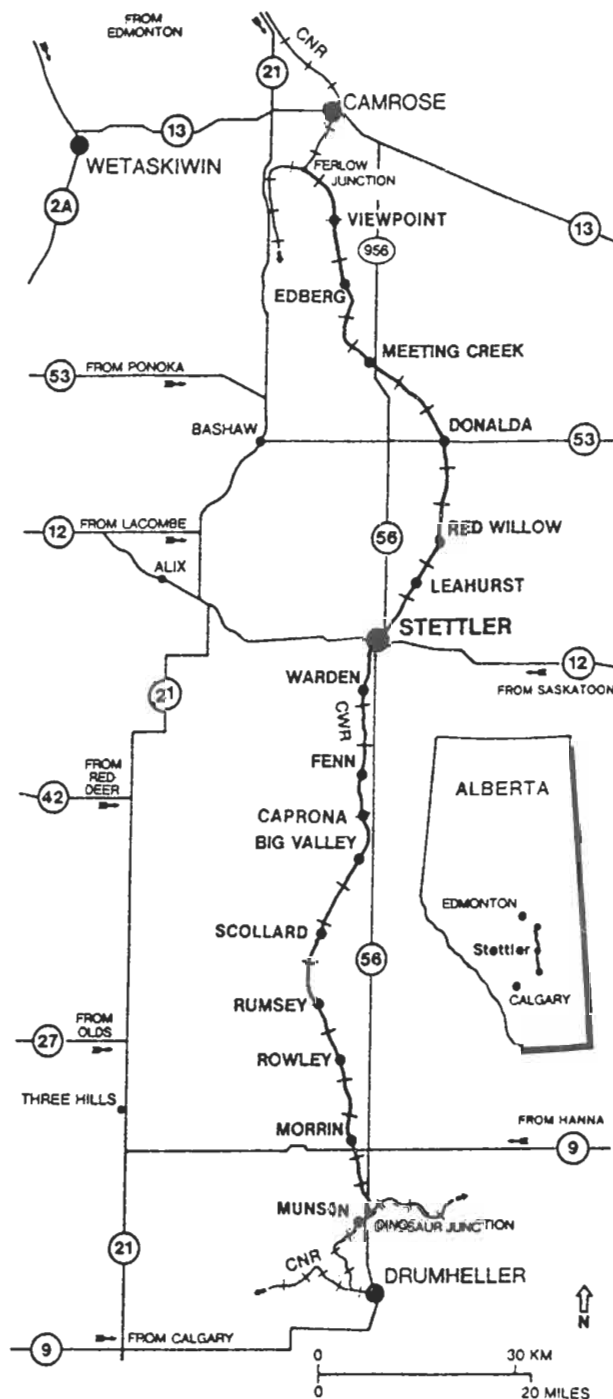 FROM
EDMONTON
CNR
21
CAMROSE
13
WETASKIWIN
FERLOW
JUNCTION
2A
VIEWPOINT
13
956
EDBERG
MEETING CREEK
FROM PONOKA
53
BASHAW
DONALDA
53
FROM LACOMBE
12
56
RED WILLOW
ALIX
LEAHURST
STETTLER
12
WARDEN
FROM SASKATOON
21
CWR
FENN
FROM
RED
DEER
42
ALBERTA
CAPRONA
BIG VALLEY
EDMONTON
SCOLLARD
Stettler
56
CALGARY
RUMSEY
FROM
OLDS
27
ROWLEY
THREE HILLS
FROM HANNA
MORRIN
9
MUNSON
DINOSAUR JUNCTION
21
CNR
DRUMHELLER
N
FROM CALGARY
9
0 30 KM
0 20 MILES